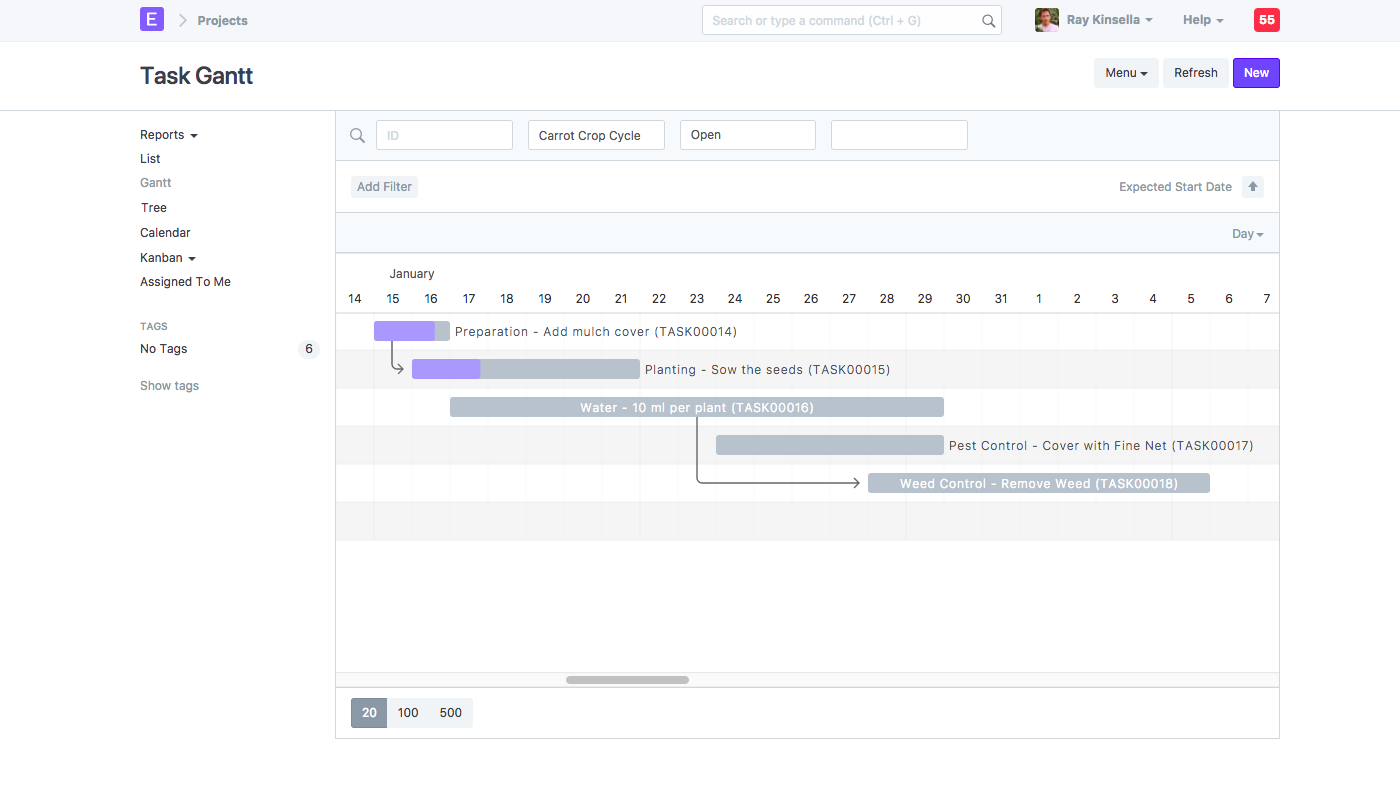 E Projects Search or type a command (Ctrl + G) Ray Kinsella Help 55
Task Gantt Menu Refresh New
Reports
List
Gantt
Tree
Calendar
Kanban
Assigned To Me
TAGS
No Tags 6
Show tags
ID Carrot Crop Cycle Open
Add Filter Expected Start Date
Day
January
14 15 16 17 18 19 20 21 22 23 24 25 26 27 28 29 30 31 1 2 3 4 5 6 7
Preparation - Add mulch cover (TASK00014)
Planting - Sow the seeds (TASK00015)
Water - 10 ml per plant (TASK00016)
Pest Control - Cover with Fine Net (TASK00017)
Weed Control - Remove Weed (TASK00018)
20 100 500